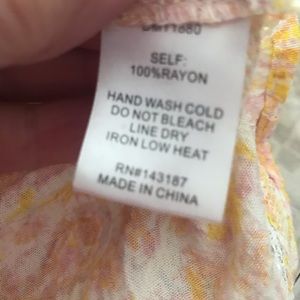 SELF:
100%RAYON
HAND WASH COLD
DO NOT BLEACH
LINE DRY
IRON LOW HEAT
RN#143187
MADE IN CHINA